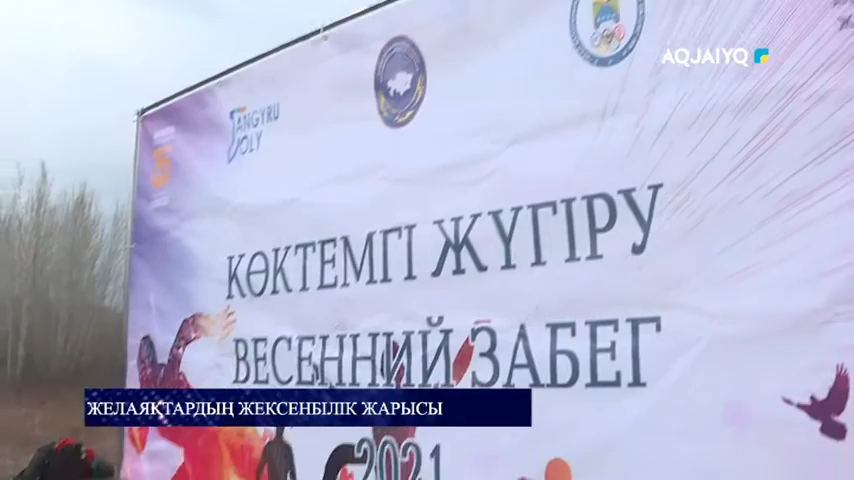 AQJAIYQ
JANGYRU
JOLY
КӨКТЕМГІ ЖҮГІРУ
ВЕСЕННИЙ ЗАБЕГ
2021
ЖЕЛАЯҚТАРДЫҢ ЖЕКСЕНБІЛІК ЖАРЫСЫ